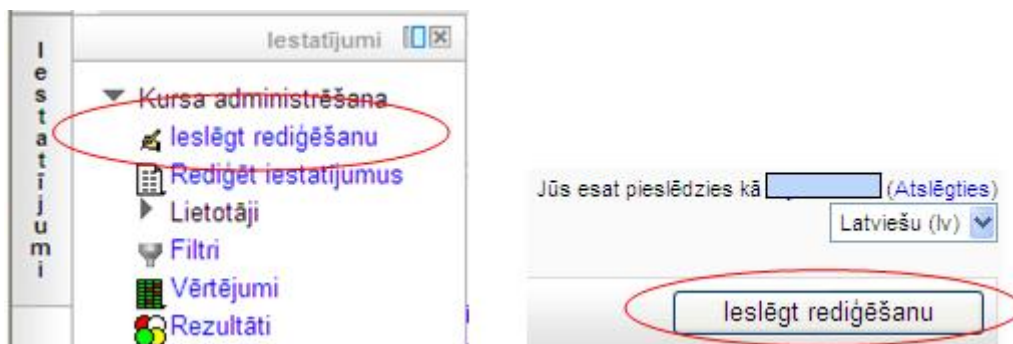 Iestatījumi
Iestatījumi
Kursa administrēšana
Ieslēgt rediģēšanu
Rediģēt iestatījumus
Lietotāji
Filtri
Vērtējumi
Rezultāti
Jūs esat pieslēdzies kā (Atslēgties)
Latviešu (lv)
Ieslēgt rediģēšanu